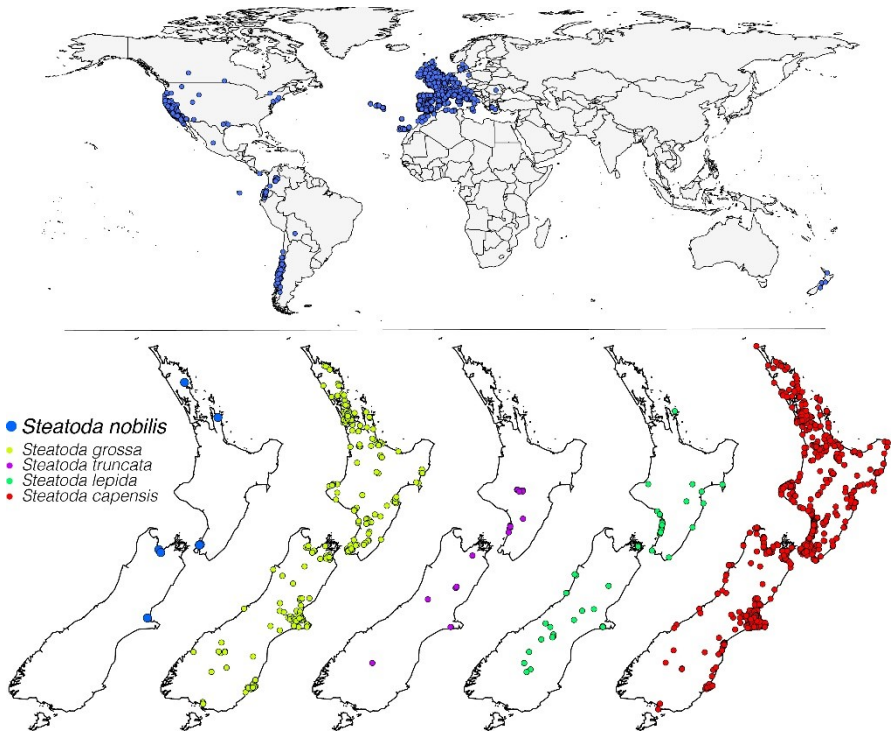 Steatoda nobilis
Steatoda grossa
Steatoda truncata
Steatoda lepida
Steatoda capensis